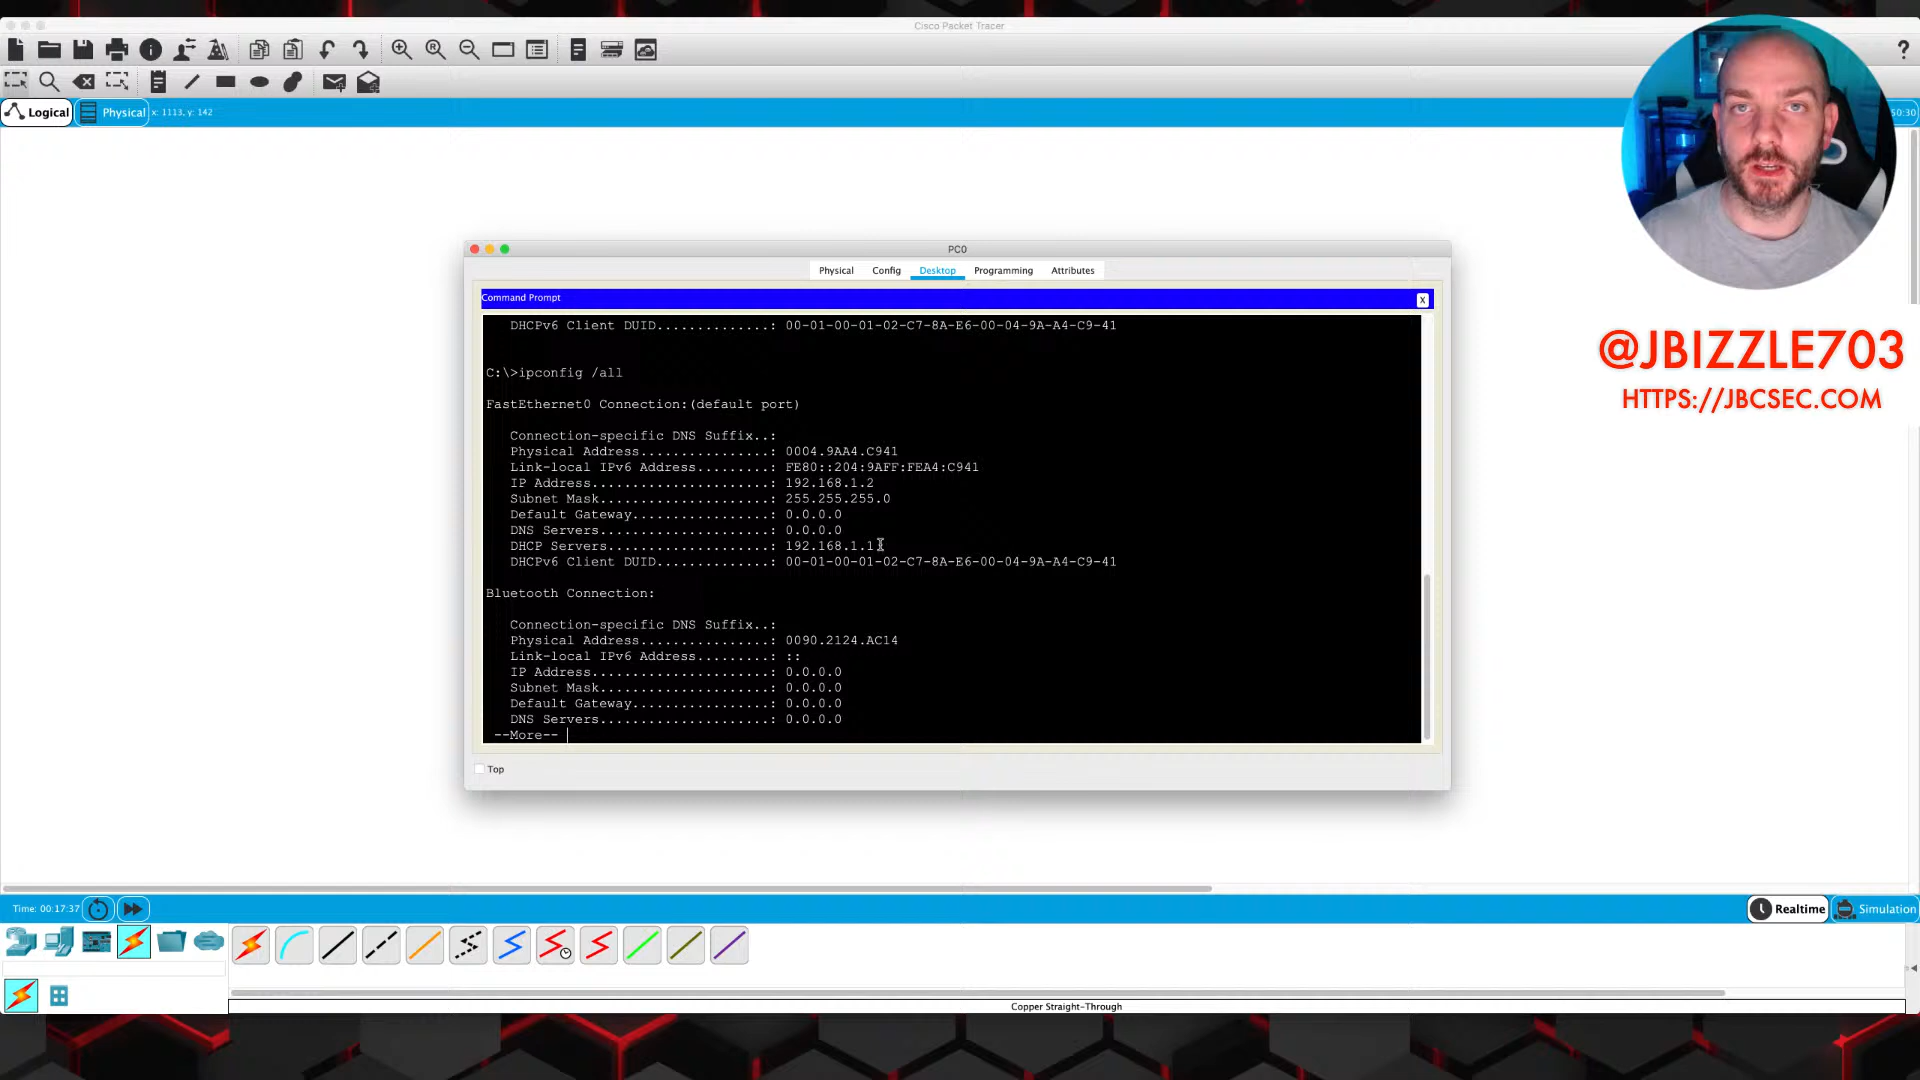 Cisco Packet Tracer
?
Logical
Physical
x: 1113, y: 142
50:30
@JBIZZLE703
HTTPS://JBCSEC.COM
PC0
Physical
Config
Desktop
Programming
Attributes
Command Prompt
X
DHCPv6 Client DUID..............: 00-01-00-01-02-C7-8A-E6-00-04-9A-A4-C9-41
C:\>ipconfig /all
FastEthernet0 Connection:(default port)
Connection-specific DNS Suffix..:
Physical Address................: 0004.9AA4.C941
Link-local IPv6 Address.........: FE80::204:9AFF:FEA4:C941
IP Address......................: 192.168.1.2
Subnet Mask.....................: 255.255.255.0
Default Gateway.................: 0.0.0.0
DNS Servers.....................: 0.0.0.0
DHCP Servers....................: 192.168.1.1
DHCPv6 Client DUID..............: 00-01-00-01-02-C7-8A-E6-00-04-9A-A4-C9-41
Bluetooth Connection:
Connection-specific DNS Suffix..:
Physical Address................: 0090.2124.AC14
Link-local IPv6 Address.........: ::
IP Address......................: 0.0.0.0
Subnet Mask.....................: 0.0.0.0
Default Gateway.................: 0.0.0.0
DNS Servers.....................: 0.0.0.0
--More--
Top
Time: 00:17:37
Realtime
Simulation
Copper Straight-Through